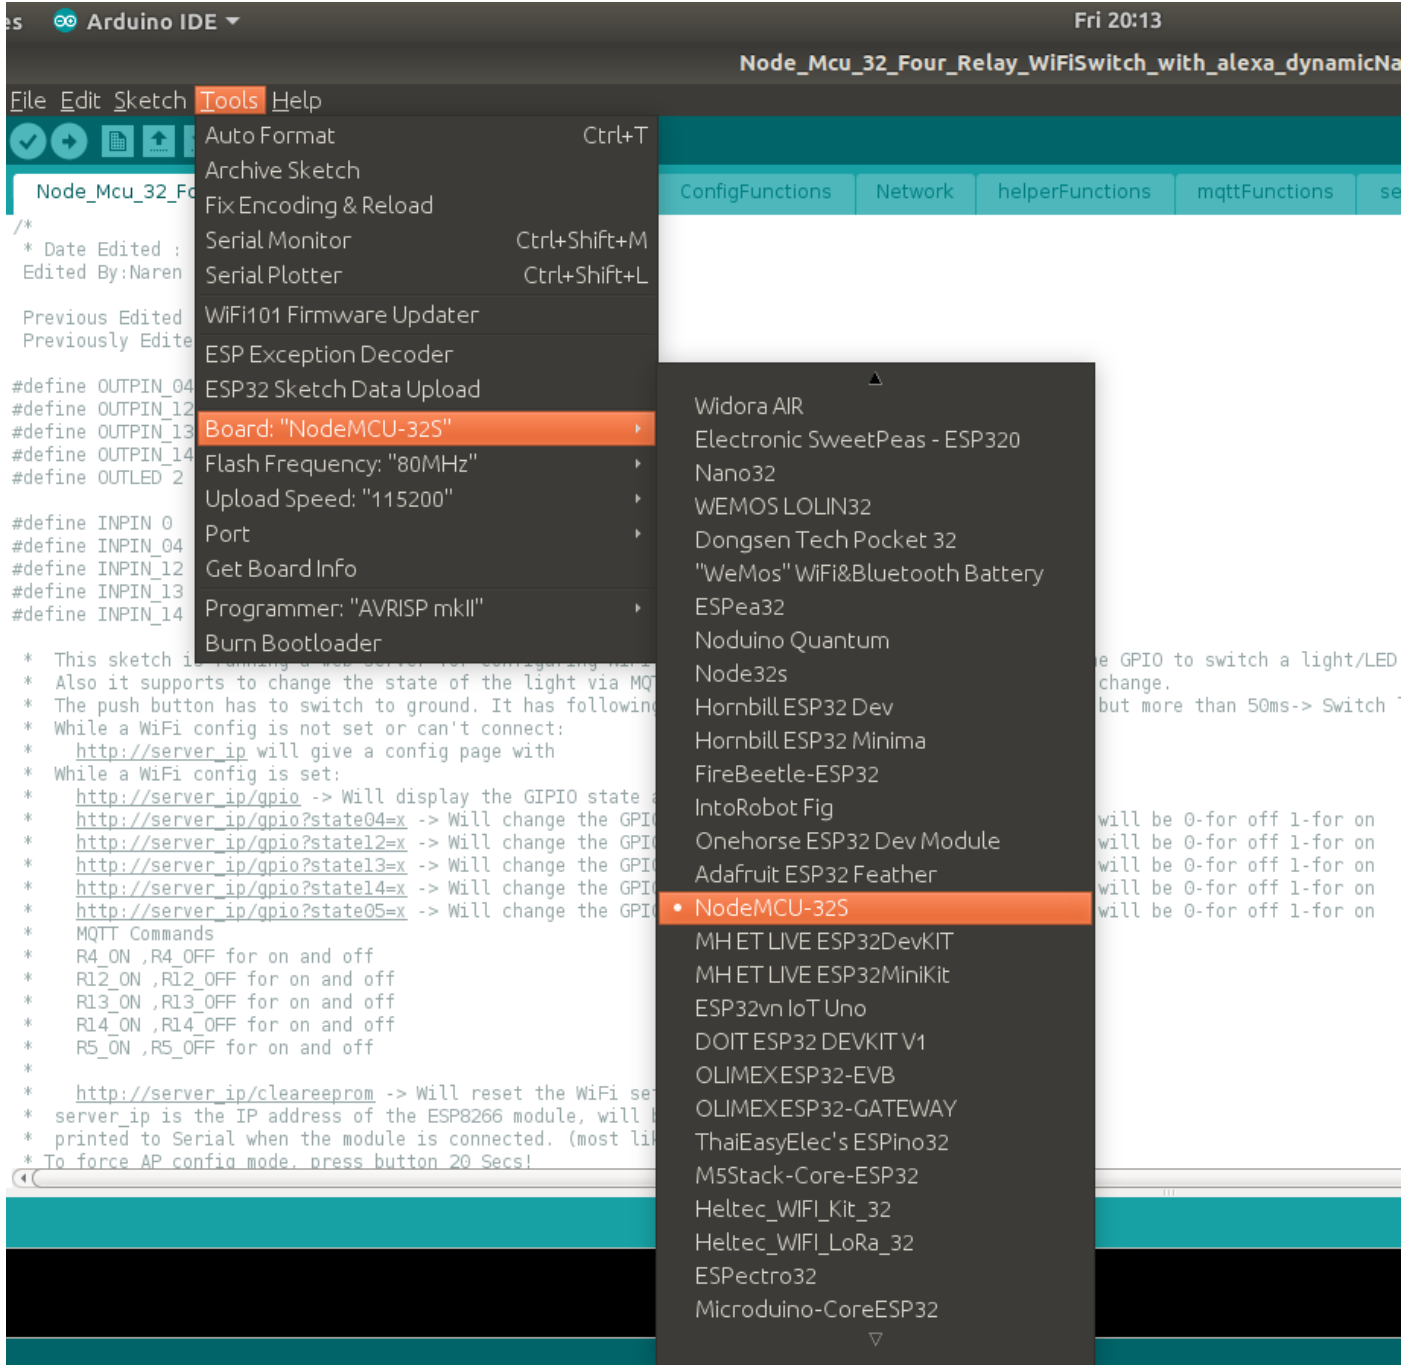 es Arduino IDE Fri 20:13
Node_Mcu_32_Four_Relay_WiFiSwitch_with_alexa_dynamicNa
File Edit Sketch Tools Help
Node_Mcu_32_Fo ConfigFunctions Network helperFunctions mqttFunctions se
Auto Format Ctrl+T
Archive Sketch
Fix Encoding & Reload
Serial Monitor Ctrl+Shift+M
Serial Plotter Ctrl+Shift+L
WiFi101 Firmware Updater
ESP Exception Decoder
ESP32 Sketch Data Upload
Board: "NodeMCU-32S"
Flash Frequency: "80MHz"
Upload Speed: "115200"
Port
Get Board Info
Programmer: "AVRISP mkII"
Burn Bootloader
Widora AIR
Electronic SweetPeas - ESP320
Nano32
WEMOS LOLIN32
Dongsen Tech Pocket 32
"WeMos" WiFi&Bluetooth Battery
ESPea32
Noduino Quantum
Node32s
Hornbill ESP32 Dev
Hornbill ESP32 Minima
FireBeetle-ESP32
IntoRobot Fig
Onehorse ESP32 Dev Module
Adafruit ESP32 Feather
• NodeMCU-32S
MH ET LIVE ESP32DevKIT
MH ET LIVE ESP32MiniKit
ESP32vn IoT Uno
DOIT ESP32 DEVKIT V1
OLIMEX ESP32-EVB
OLIMEX ESP32-GATEWAY
ThaiEasyElec's ESPino32
M5Stack-Core-ESP32
Heltec_WIFI_Kit_32
Heltec_WIFI_LoRa_32
ESPectro32
Microduino-CoreESP32
/*
* Date Edited :
Edited By:Naren
Previous Edited
Previously Edite
#define OUTPIN_04
#define OUTPIN_12
#define OUTPIN_13
#define OUTPIN_14
#define OUTLED 2
#define INPIN 0
#define INPIN_04
#define INPIN_12
#define INPIN_13
#define INPIN_14
* This sketch is running a web server for configuring WiFi e GPIO to switch a light/LED
* Also it supports to change the state of the light via MQT change.
* The push button has to switch to ground. It has following but more than 50ms-> Switch
* While a WiFi config is not set or can't connect:
* http://server_ip will give a config page with
* While a WiFi config is set:
* http://server_ip/gpio -> Will display the GIPIO state a
* http://server_ip/gpio?state04=x -> Will change the GPI will be 0-for off 1-for on
* http://server_ip/gpio?state12=x -> Will change the GPI will be 0-for off 1-for on
* http://server_ip/gpio?state13=x -> Will change the GPI will be 0-for off 1-for on
* http://server_ip/gpio?state14=x -> Will change the GPI will be 0-for off 1-for on
* http://server_ip/gpio?state05=x -> Will change the GPI will be 0-for off 1-for on
* MQTT Commands
* R4_ON ,R4_OFF for on and off
* R12_ON ,R12_OFF for on and off
* R13_ON ,R13_OFF for on and off
* R14_ON ,R14_OFF for on and off
* R5_ON ,R5_OFF for on and off
*
* http://server_ip/cleareeprom -> Will reset the WiFi se
* server_ip is the IP address of the ESP8266 module, will b
* printed to Serial when the module is connected. (most lik
* To force AP config mode, press button 20 Secs!